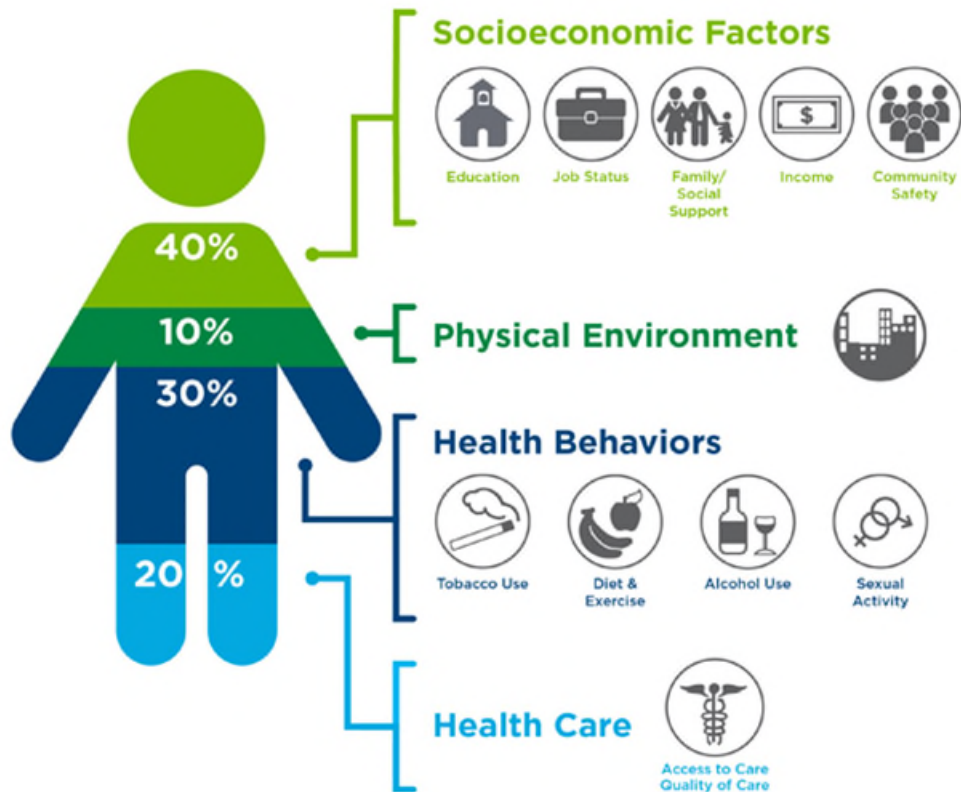 Socioeconomic Factors
$
Education
Job Status
Family/
Social
Support
Income
Community
Safety
40%
10%
Physical Environment
30%
Health Behaviors
Tobacco Use
Diet &
Exercise
Alcohol Use
Sexual
Activity
20 %
Health Care
Access to Care
Quality of Care